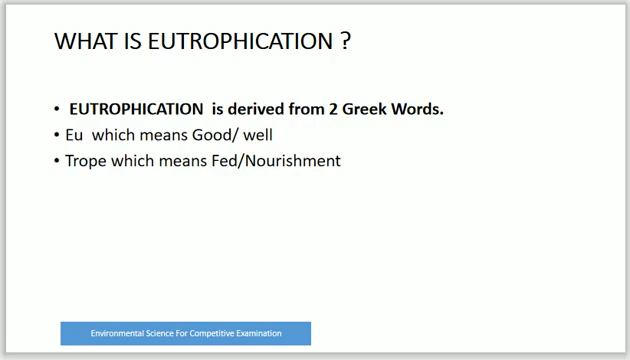 WHAT IS EUTROPHICATION ?
• EUTROPHICATION is derived from 2 Greek Words.
• Eu which means Good/ well
• Trope which means Fed/Nourishment
Environmental Science For Competitive Examination